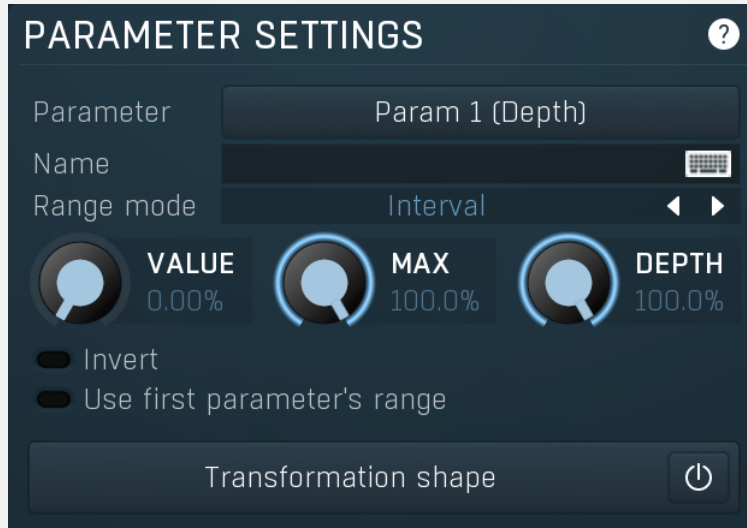 PARAMETER SETTINGS ?
Parameter Param 1 (Depth)
Name
Range mode Interval
VALUE MAX DEPTH
0.00% 100.0% 100.0%
Invert
Use first parameter's range
Transformation shape